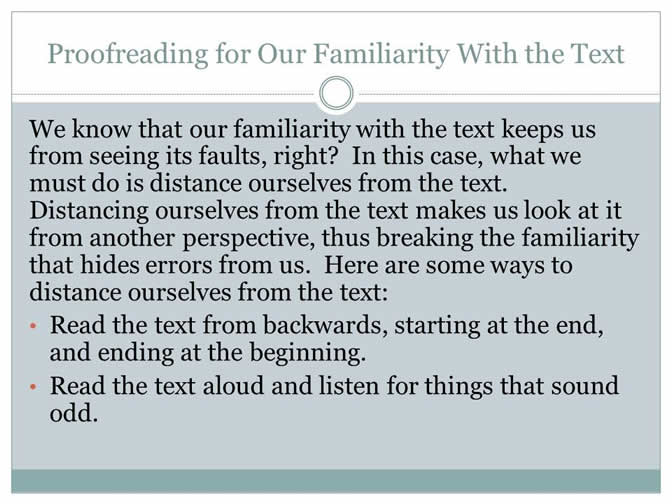 Proofreading for Our Familiarity With the Text
We know that our familiarity with the text keeps us
from seeing its faults, right?  In this case, what we
must do is distance ourselves from the text.
Distancing ourselves from the text makes us look at it
from another perspective, thus breaking the familiarity
that hides errors from us.  Here are some ways to
distance ourselves from the text:
• Read the text from backwards, starting at the end,
and ending at the beginning.
• Read the text aloud and listen for things that sound
odd.